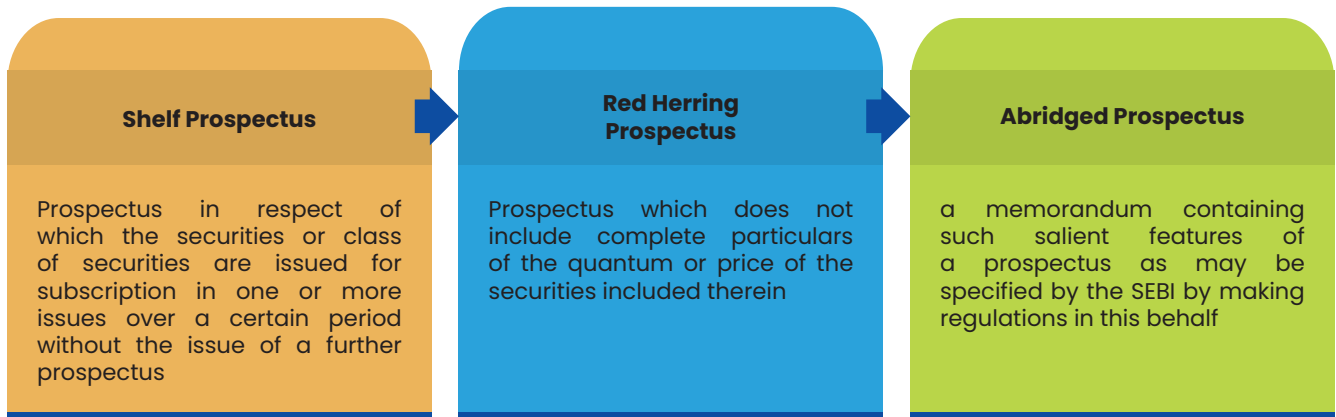 Shelf Prospectus
Prospectus in respect of
which the securities or class
of securities are issued for
subscription in one or more
issues over a certain period
without the issue of a further
prospectus
Red Herring
Prospectus
Prospectus which does not
include complete particulars
of the quantum or price of the
securities included therein
Abridged Prospectus
a memorandum containing
such salient features of
a prospectus as may be
specified by the SEBI by making
regulations in this behalf